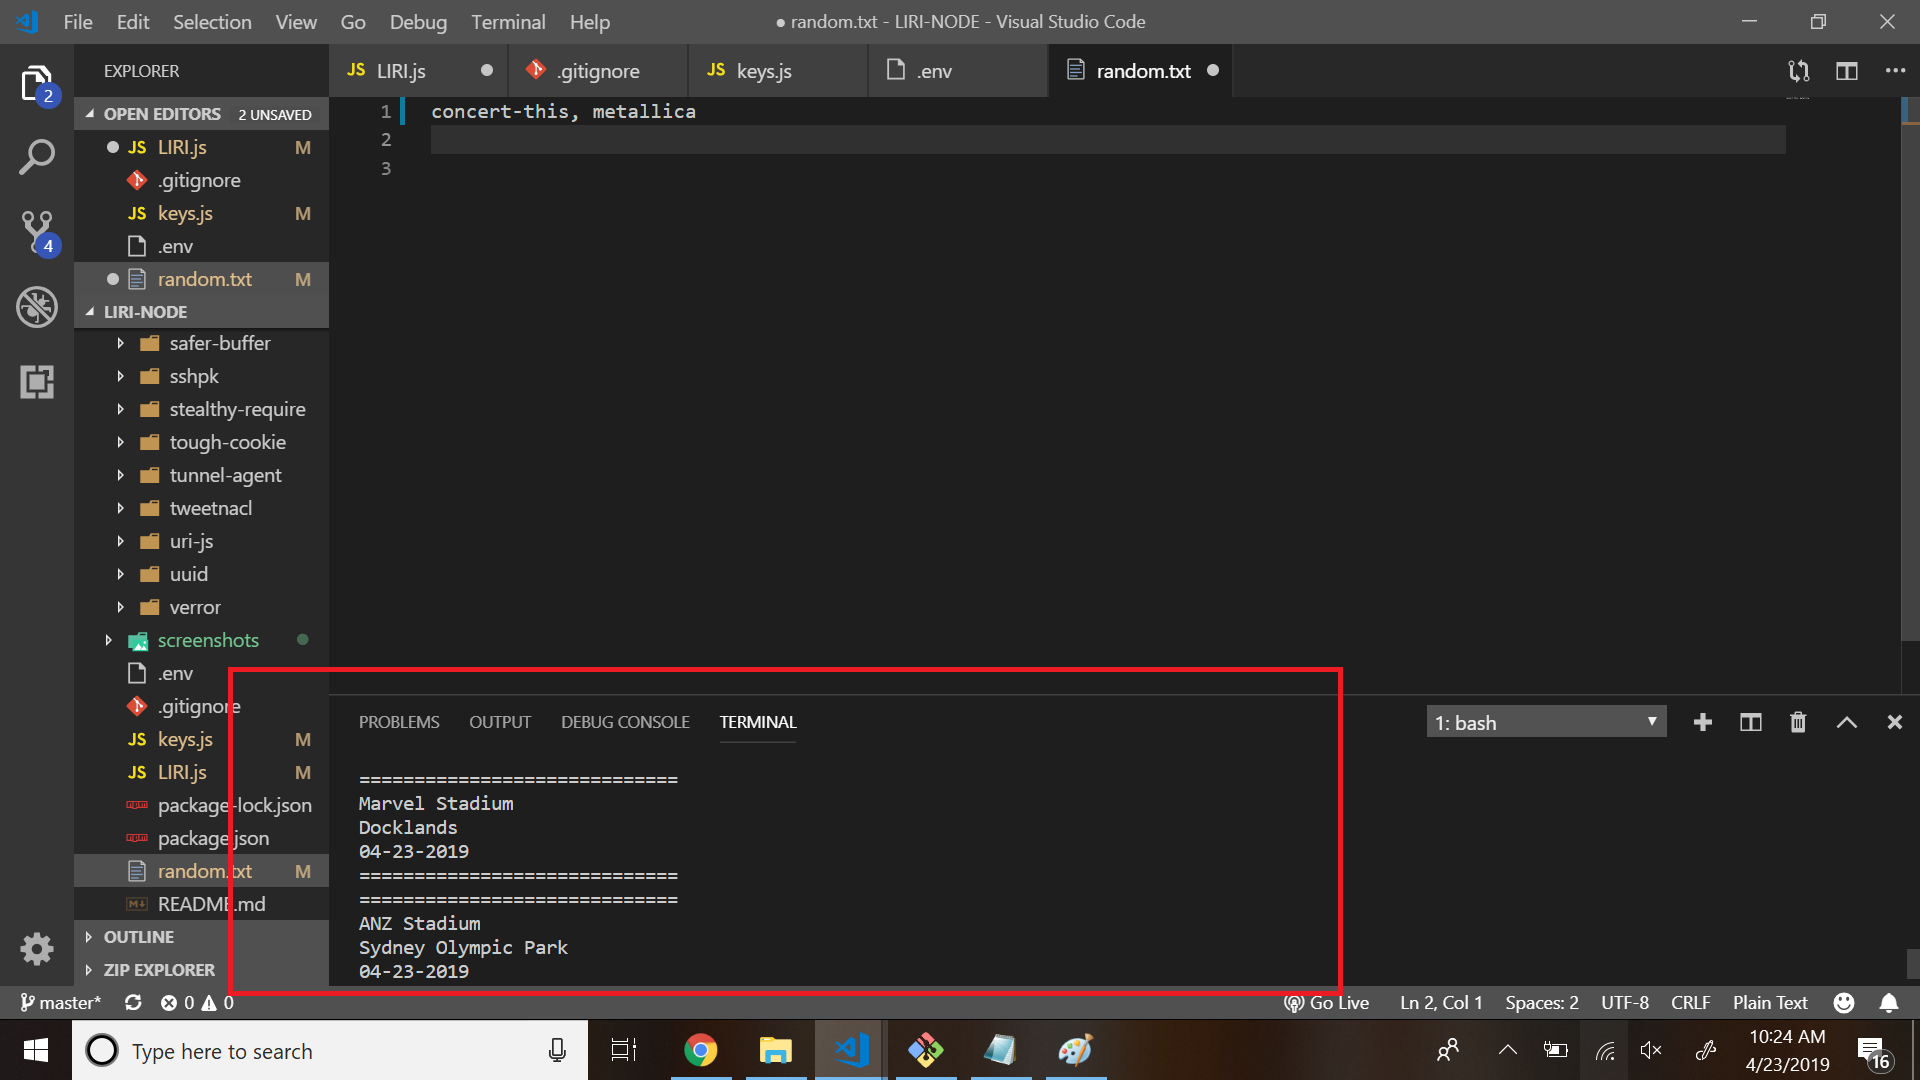 File Edit Selection View Go Debug Terminal Help
● random.txt - LIRI-NODE - Visual Studio Code
EXPLORER
JS LIRI.js
.gitignore
JS keys.js
.env
random.txt
2
OPEN EDITORS 2 UNSAVED
JS LIRI.js M
.gitignore
JS keys.js M
.env
random.txt M
4
LIRI-NODE
safer-buffer
sshpk
stealthy-require
tough-cookie
tunnel-agent
tweetnacl
uri-js
uuid
verror
screenshots
.env
.gitignore
JS keys.js M
JS LIRI.js M
package-lock.json
package.json
random.txt M
README.md
OUTLINE
ZIP EXPLORER
1 concert-this, metallica
2
3
PROBLEMS OUTPUT DEBUG CONSOLE TERMINAL
1: bash
=============================
Marvel Stadium
Docklands
04-23-2019
=============================
=============================
ANZ Stadium
Sydney Olympic Park
04-23-2019
master* 0 0
Go Live Ln 2, Col 1 Spaces: 2 UTF-8 CRLF Plain Text
Type here to search
10:24 AM
4/23/2019
16